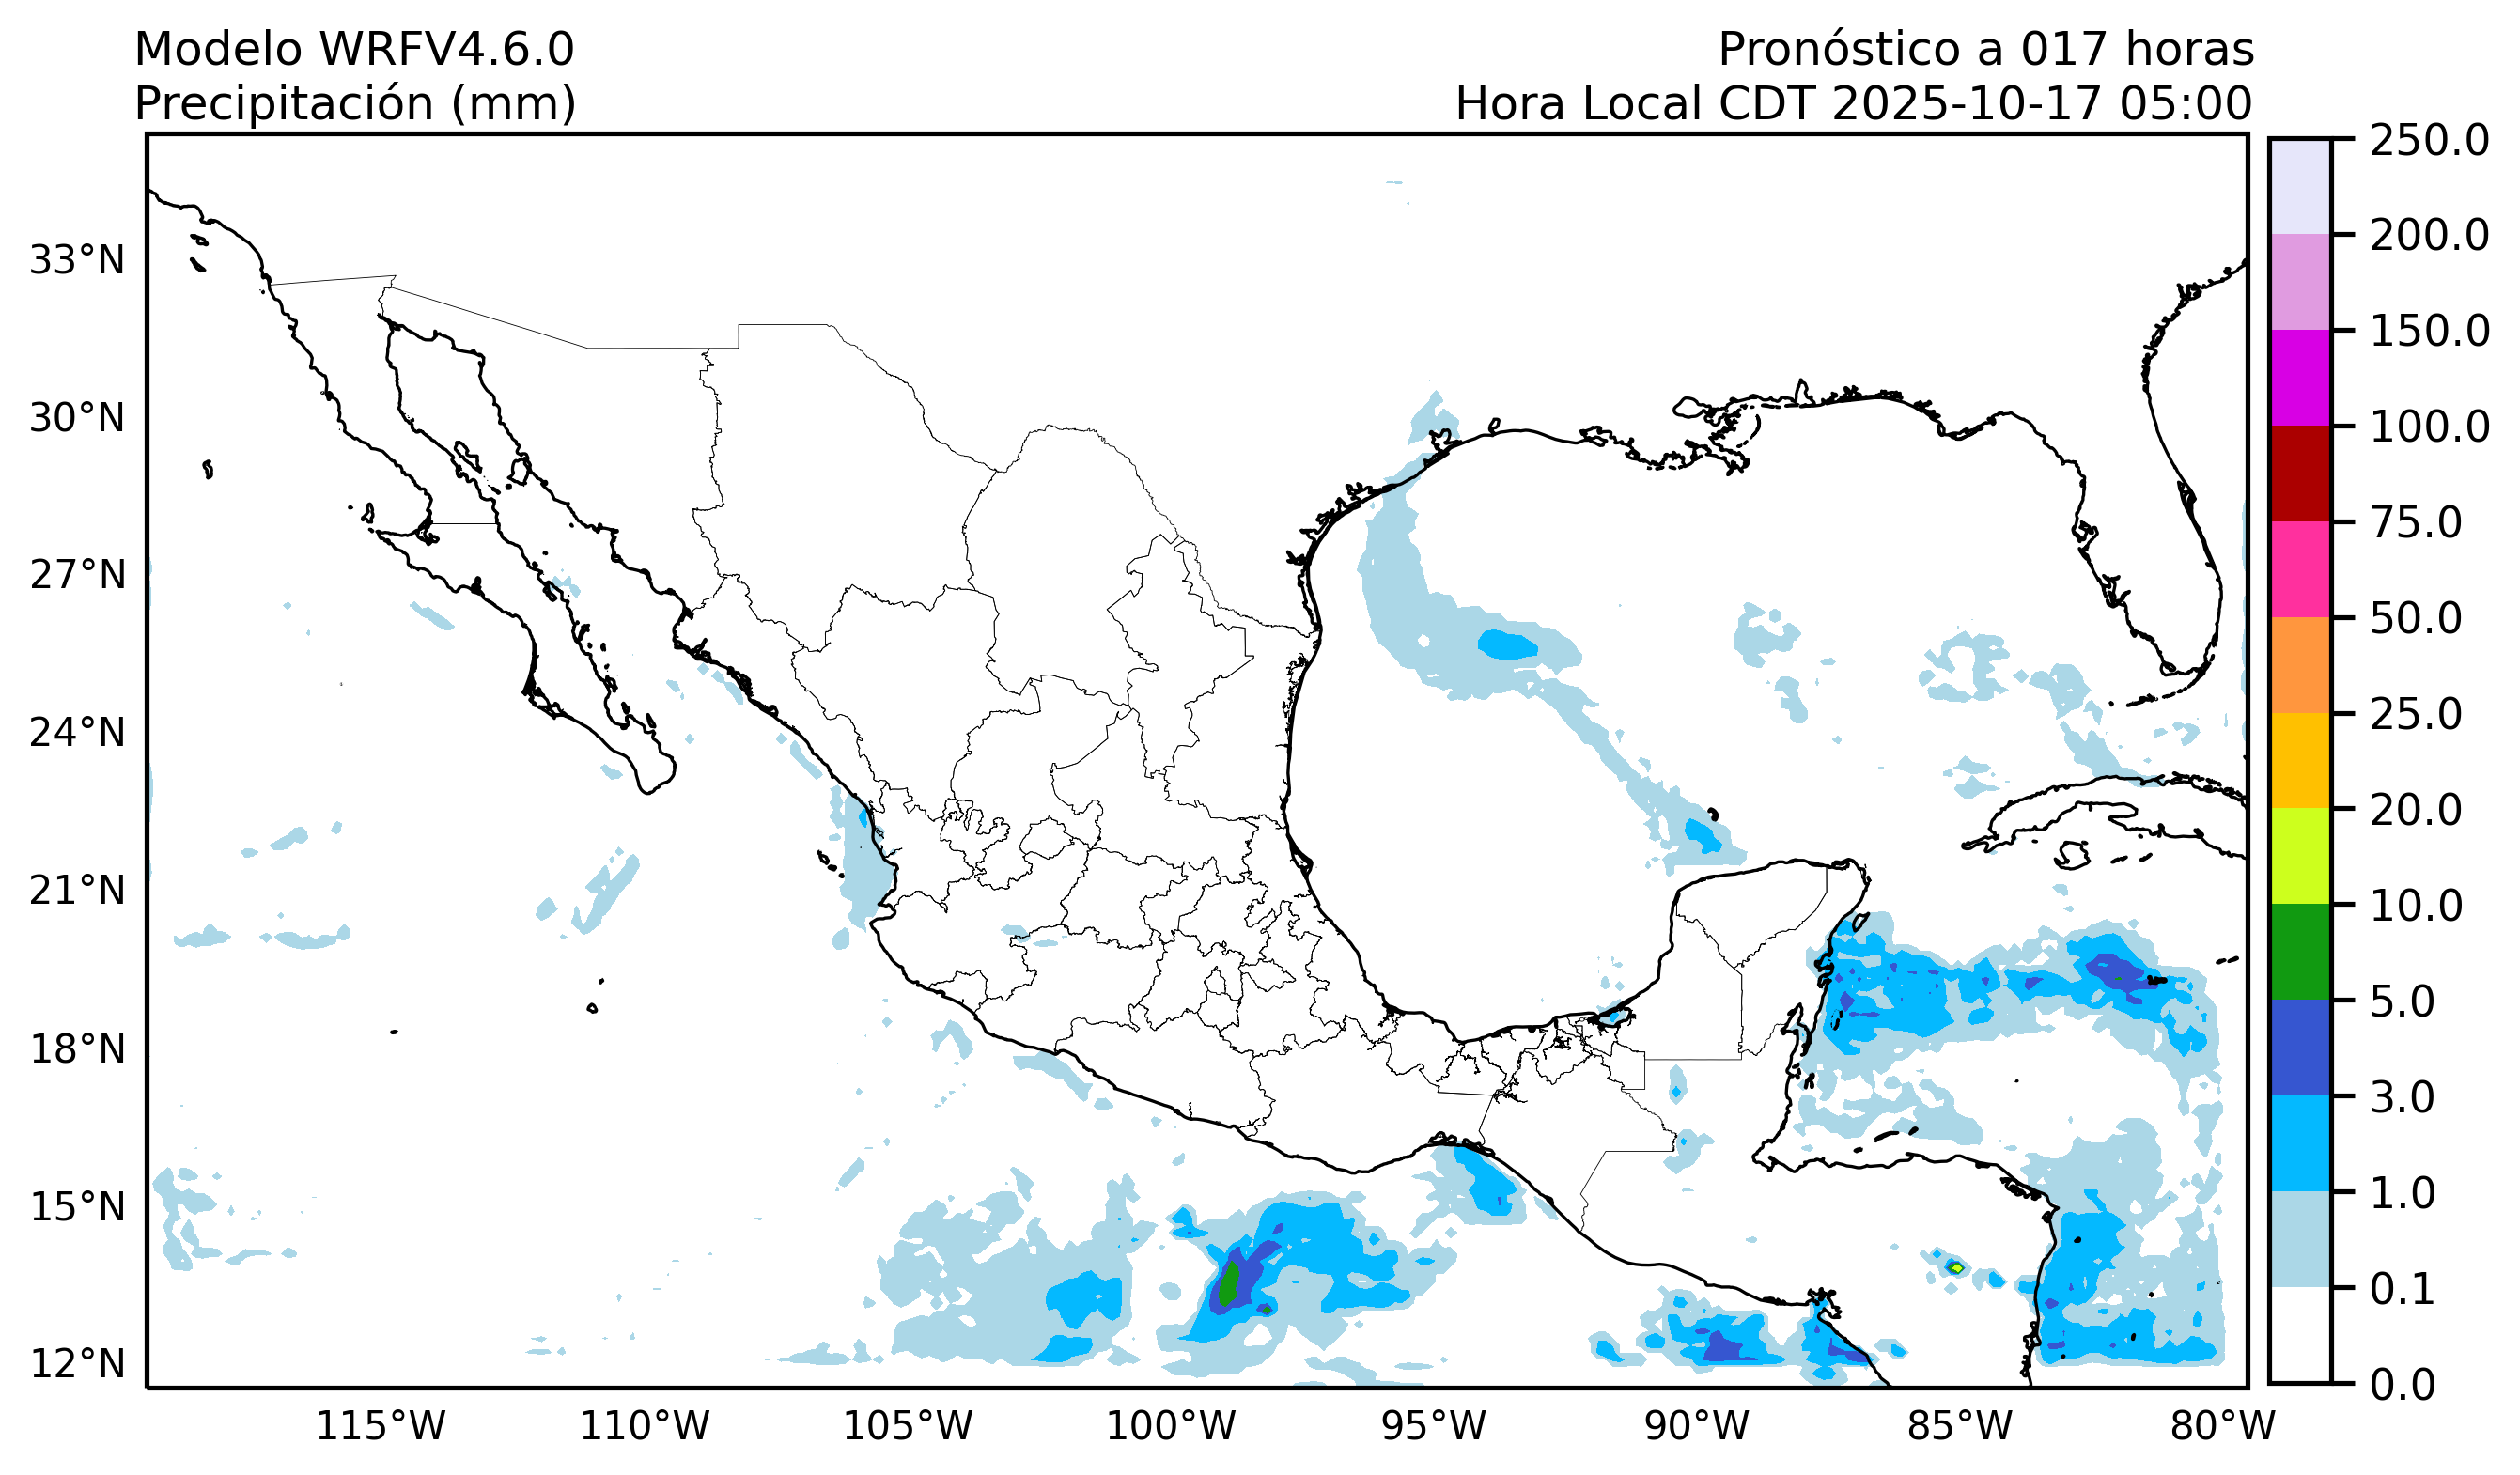 Modelo WRFV4.6.0
Precipitación (mm)
Pronóstico a 017 horas
Hora Local CDT 2025-10-17 05:00
33°N
30°N
27°N
24°N
21°N
18°N
15°N
12°N
115°W
110°W
105°W
100°W
95°W
90°W
85°W
80°W
250.0
200.0
150.0
100.0
75.0
50.0
25.0
20.0
10.0
5.0
3.0
1.0
0.1
0.0